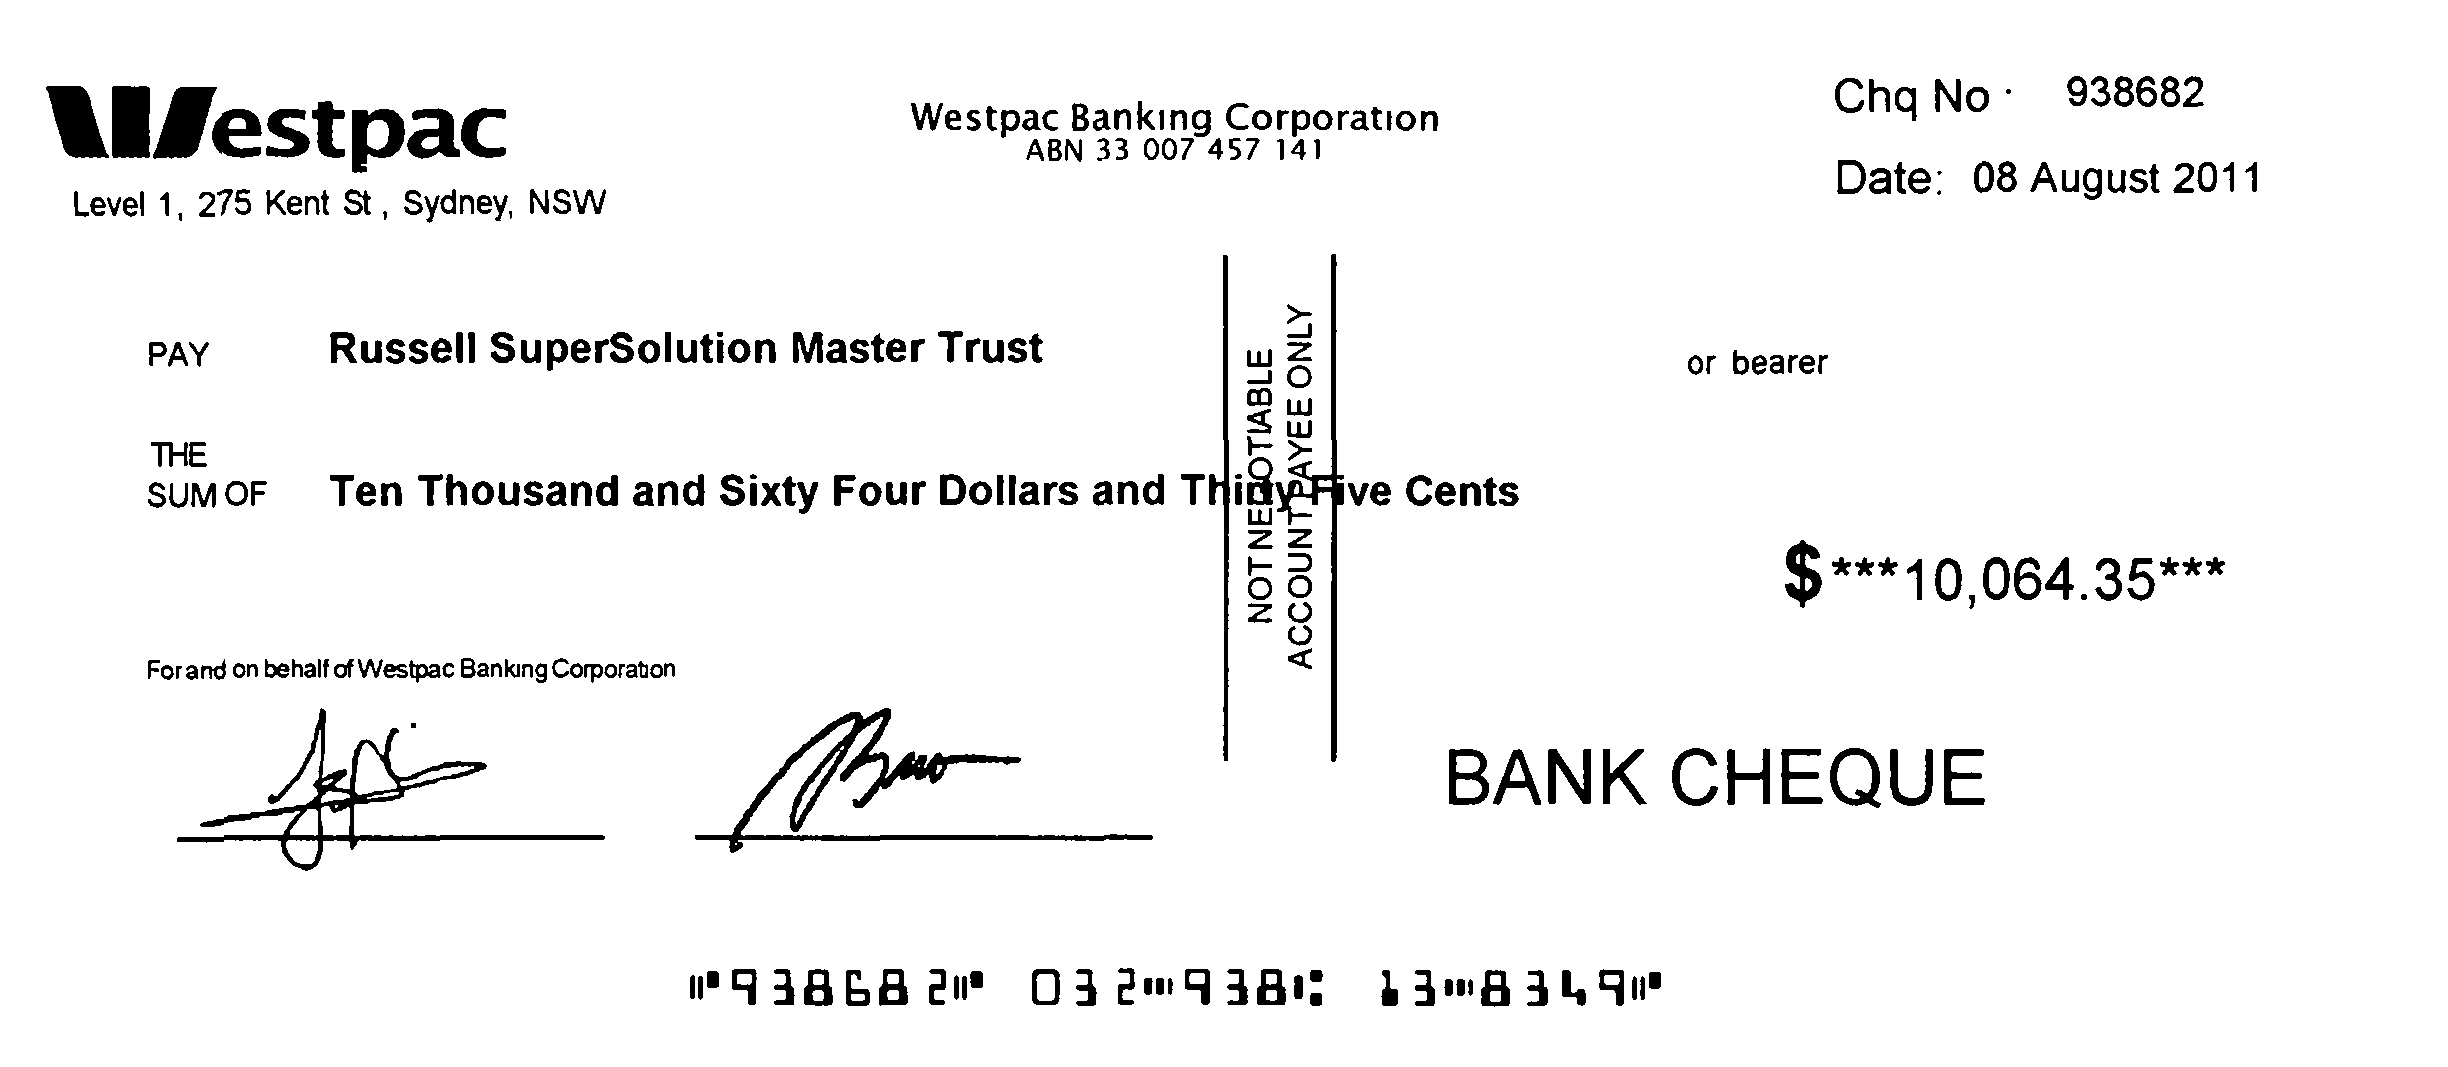 Westpac
Level 1, 275 Kent St , Sydney, NSW
Westpac Banking Corporation
ABN 33 007 457 141
Chq No · 938682
Date: 08 August 2011
PAY Russell SuperSolution Master Trust or bearer
THE
SUM OF Ten Thousand and Sixty Four Dollars and Thirty Five Cents
NOT NEGOTIABLE
ACCOUNT PAYEE ONLY
$***10,064.35***
For and on behalf of Westpac Banking Corporation
BANK CHEQUE
⑈938682⑈ 032⑉938⑆ 13⑉8349⑈